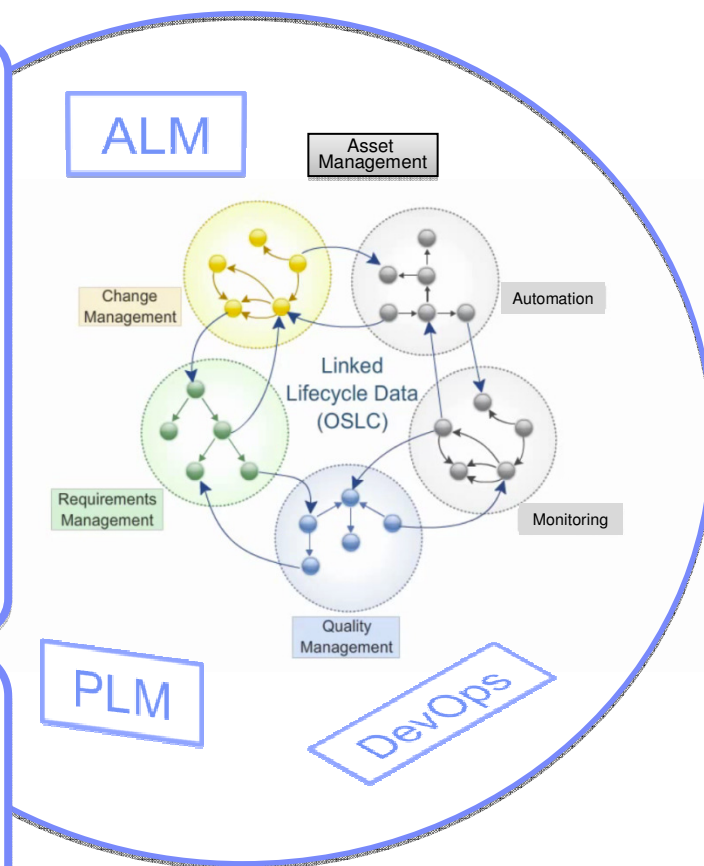 ALM
Asset
Management
Change
Management
Automation
Linked
Lifecycle Data
(OSLC)
Requirements
Management
Monitoring
Quality
Management
PLM
DevOps